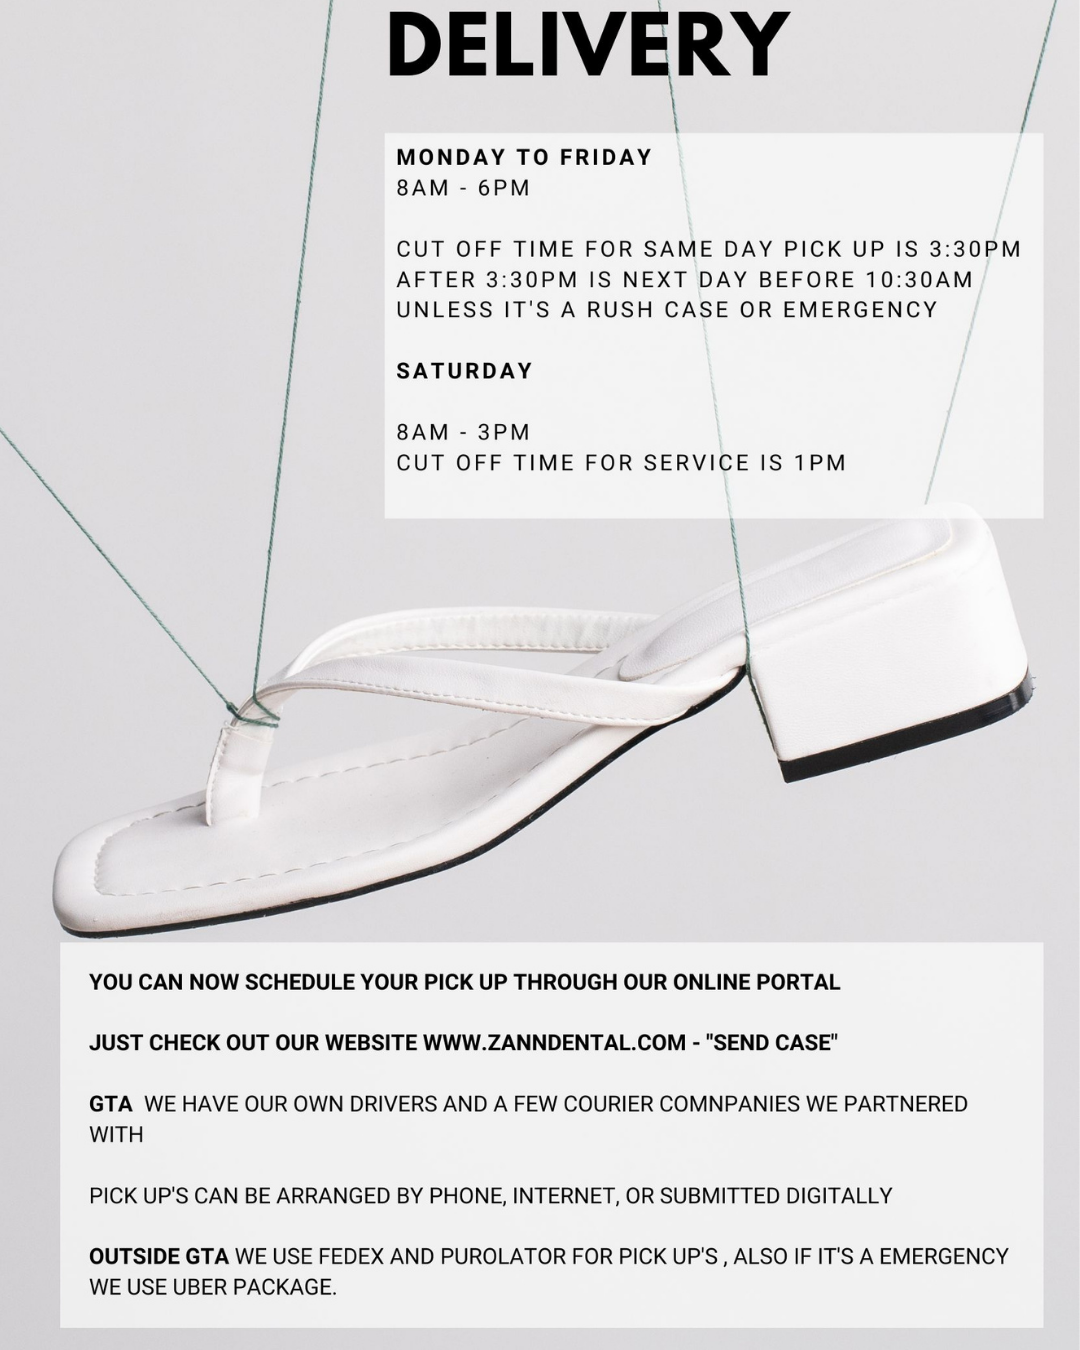 DELIVERY
MONDAY TO FRIDAY
8AM - 6PM
CUT OFF TIME FOR SAME DAY PICK UP IS 3:30PM
AFTER 3:30PM IS NEXT DAY BEFORE 10:30AM
UNLESS IT'S A RUSH CASE OR EMERGENCY
SATURDAY
8AM - 3PM
CUT OFF TIME FOR SERVICE IS 1PM
YOU CAN NOW SCHEDULE YOUR PICK UP THROUGH OUR ONLINE PORTAL
JUST CHECK OUT OUR WEBSITE WWW.ZANNDENTAL.COM - "SEND CASE"
GTA  WE HAVE OUR OWN DRIVERS AND A FEW COURIER COMNPANIES WE PARTNERED
WITH
PICK UP'S CAN BE ARRANGED BY PHONE, INTERNET, OR SUBMITTED DIGITALLY
OUTSIDE GTA WE USE FEDEX AND PUROLATOR FOR PICK UP'S , ALSO IF IT'S A EMERGENCY
WE USE UBER PACKAGE.